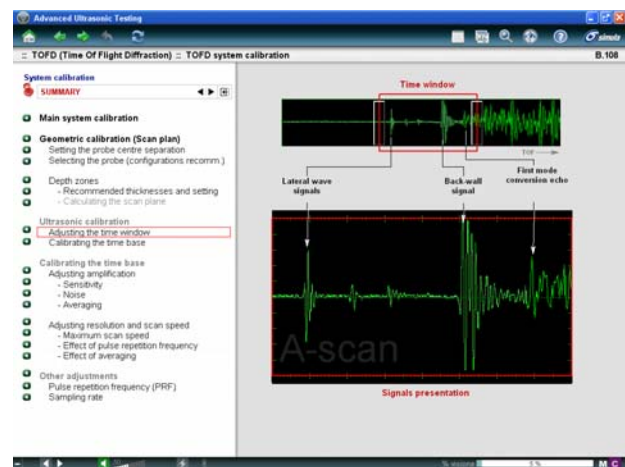 Advanced Ultrasonic Testing
simulz
:: TOFD (Time Of Flight Diffraction) :: TOFD system calibration
B.108
System calibration
SUMMARY
Main system calibration
Geometric calibration (Scan plan)
Setting the probe centre separation
Selecting the probe (configurations recomm.)
Depth zones
- Recommended thicknesses and setting
- Calculating the scan plane
Ultrasonic calibration
Adjusting the time window
Calibrating the time base
Calibrating the time base
Adjusting amplification
- Sensitivity
- Noise
- Averaging
Adjusting resolution and scan speed
- Maximum scan speed
- Effect of pulse repetition frequency
- Effect of averaging
Other adjustments
Pulse repetition frequency (PRF)
Sampling rate
Time window
TOF
Lateral wave
signals
Back-wall
signal
First mode
conversion echo
A-scan
Signals presentation
5 %
M C